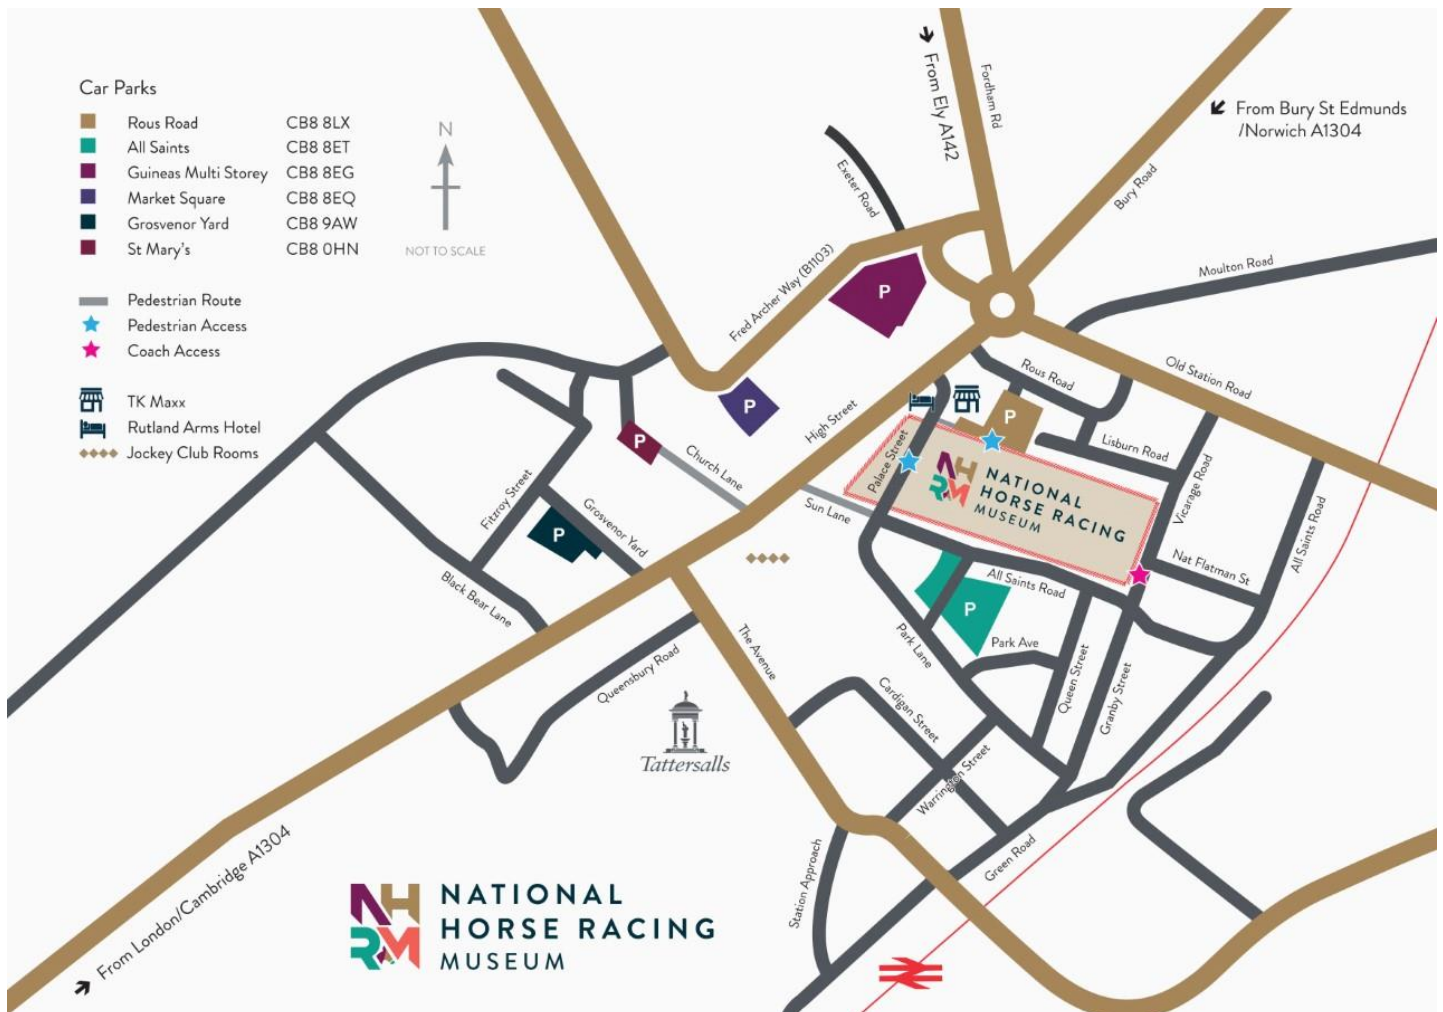 Car Parks
Rous Road CB8 8LX
All Saints CB8 8ET
Guineas Multi Storey CB8 8EG
Market Square CB8 8EQ
Grosvenor Yard CB8 9AW
St Mary's CB8 0HN
Pedestrian Route
Pedestrian Access
Coach Access
TK Maxx
Rutland Arms Hotel
Jockey Club Rooms
N
NOT TO SCALE
From Ely A142
Fordham Rd
From Bury St Edmunds
/Norwich A1304
Bury Road
Exeter Road
Moulton Road
Fred Archer Way (B1103)
P
Old Station Road
Rous Road
P
P
High Street
Lisburn Road
P
Church Lane
Palace Street
Vicarage Road
NHRM
NATIONAL
HORSE RACING
MUSEUM
Sun Lane
Fitzroy Street
Grosvenor Yard
P
All Saints Road
Nat Flatman St
All Saints Road
P
Black Bear Lane
Park Lane
Park Ave
The Avenue
Queensbury Road
Queen Street
Granby Street
Cardigan Street
Tattersalls
Warrington Street
Station Approach
Green Road
From London/Cambridge A1304
NHRM
NATIONAL
HORSE RACING
MUSEUM